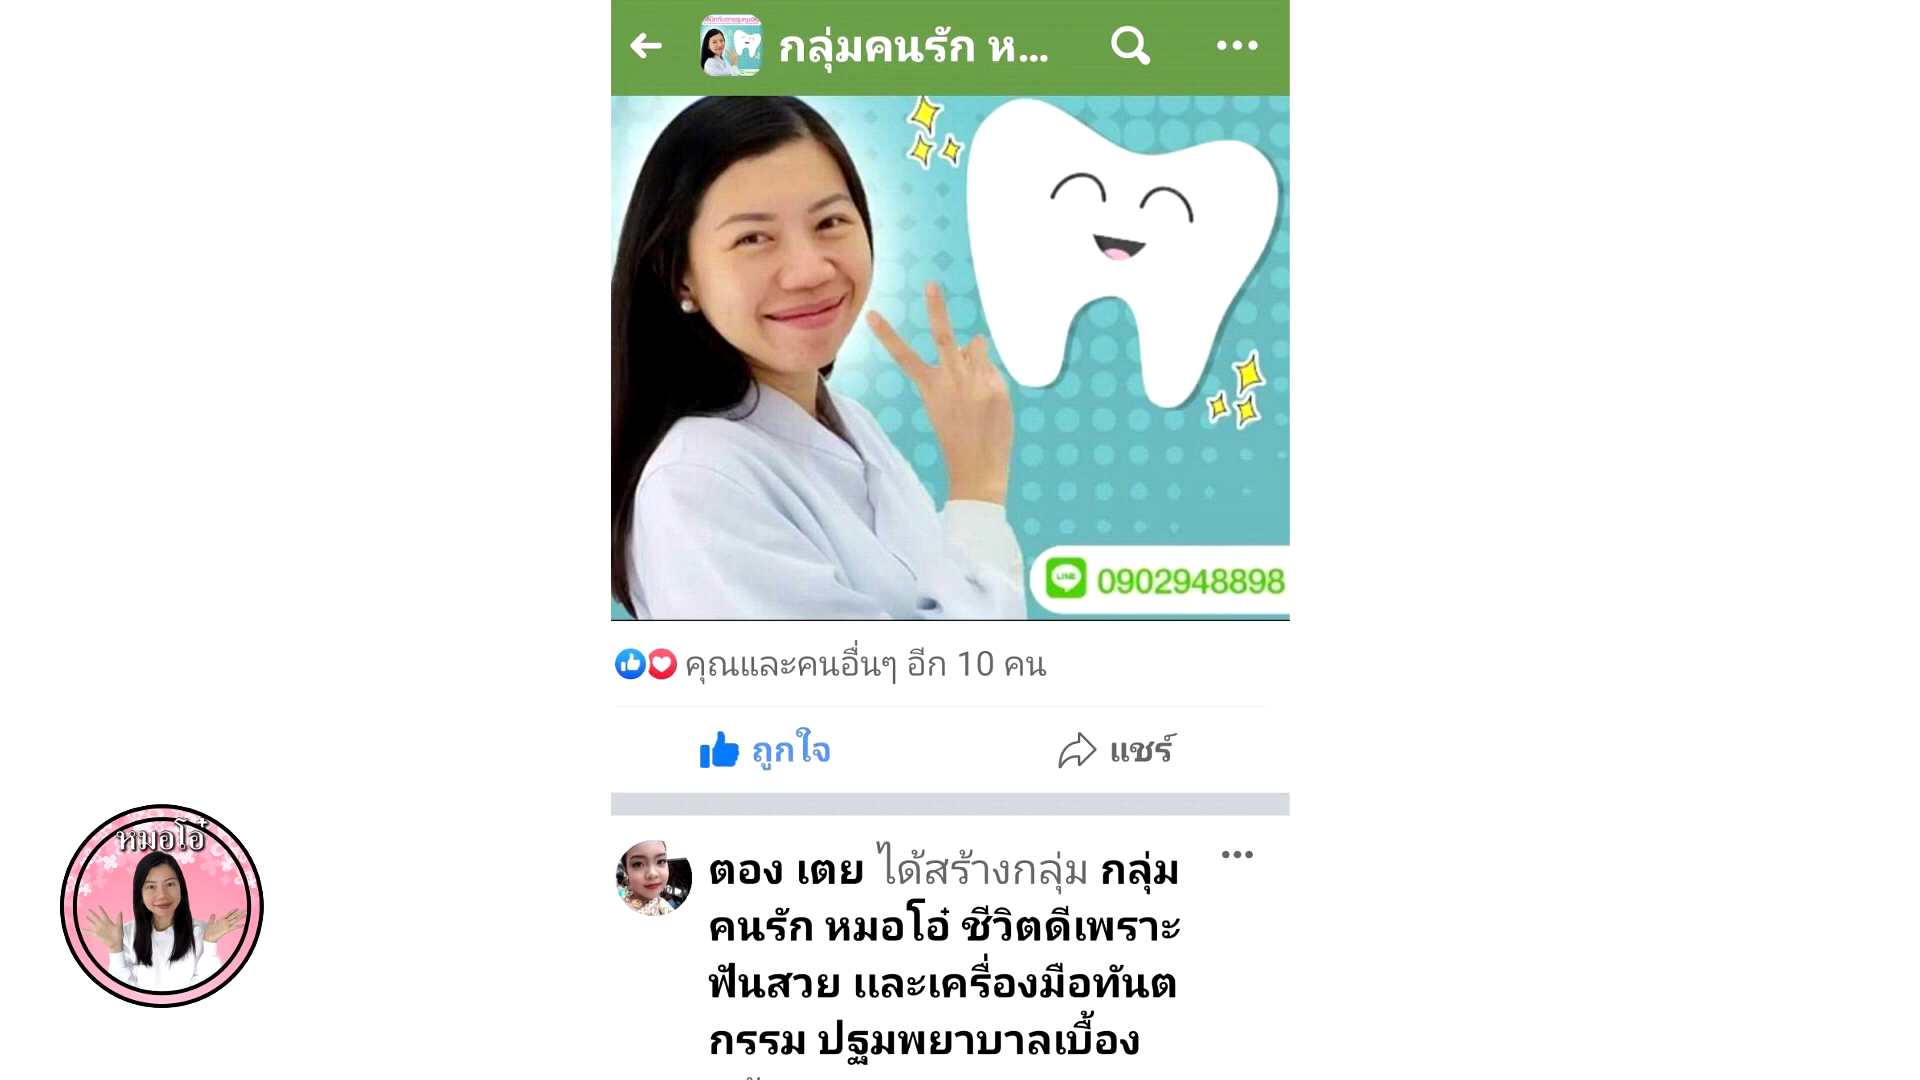 กลุ่มคนรัก ห...
LINE 0902948898
คุณและคนอื่นๆ อีก 10 คน
ถูกใจ
แชร์
หมอโอ๋
ตอง เตย ได้สร้างกลุ่ม กลุ่ม
คนรัก หมอโอ๋ ชีวิตดีเพราะ
ฟันสวย และเครื่องมือทันต
กรรม ปฐมพยาบาลเบื้อง